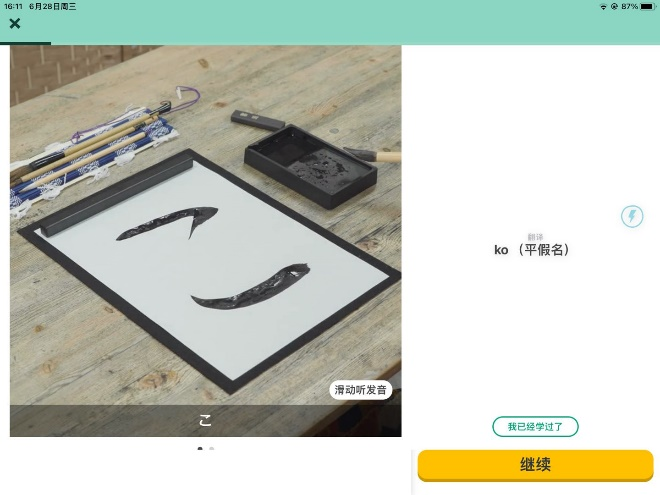 16:11 6月28日周三
87%
こ
滑动听发音
こ
翻译
ko （平假名）
我已经学过了
继续